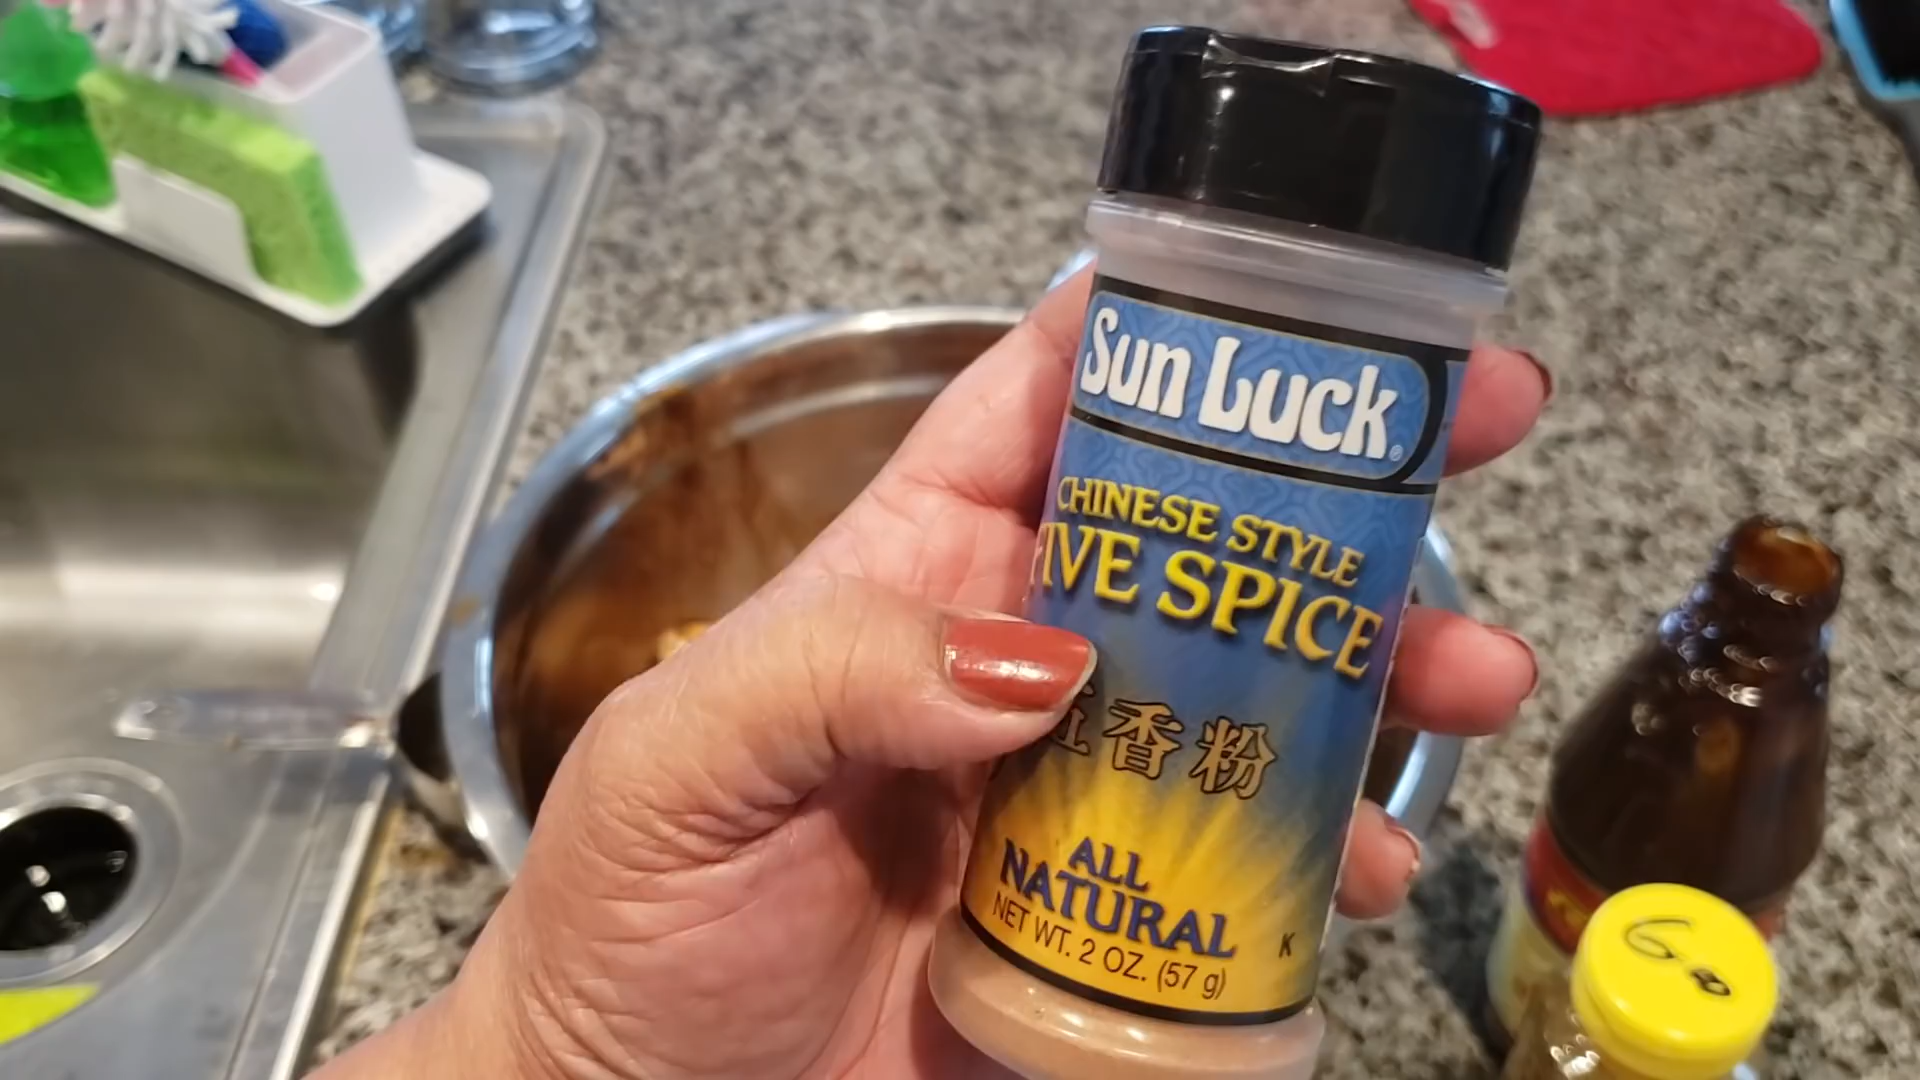 Sun Luck®
CHINESE STYLE
FIVE SPICE
五香粉
ALL
NATURAL
NET WT. 2 OZ. (57 g)
K